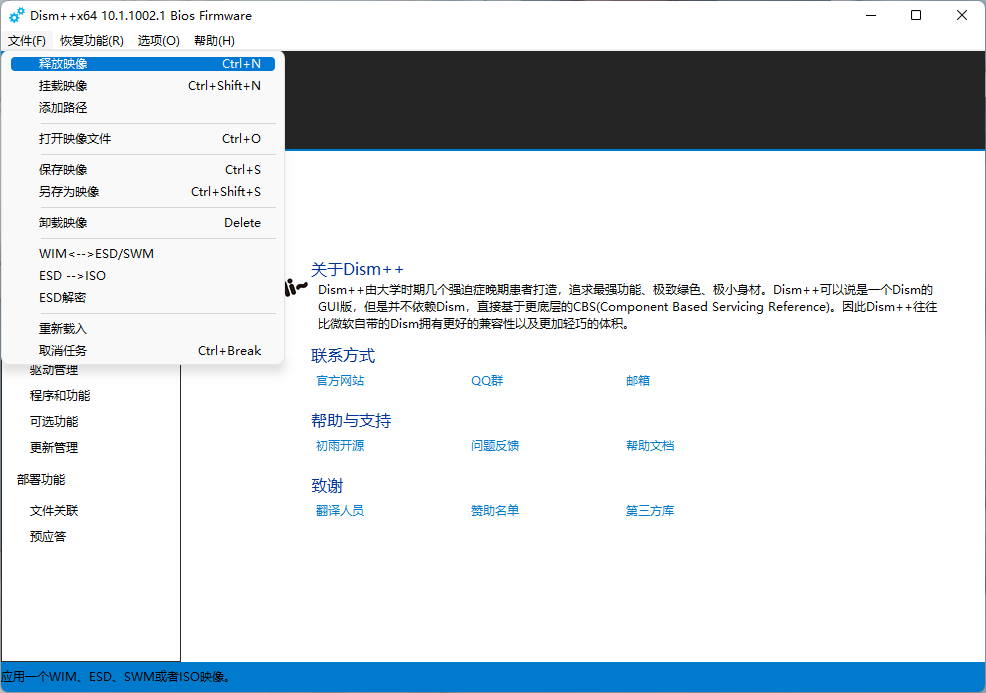 Dism++x64 10.1.1002.1 Bios Firmware
文件(F) 恢复功能(R) 选项(O) 帮助(H)
释放映像 Ctrl+N
挂载映像 Ctrl+Shift+N
添加路径
打开映像文件 Ctrl+O
保存映像 Ctrl+S
另存为映像 Ctrl+Shift+S
卸载映像 Delete
WIM<-->ESD/SWM
ESD -->ISO
ESD解密
重新载入
取消任务 Ctrl+Break
驱动管理
程序和功能
可选功能
更新管理
部署功能
文件关联
预应答
关于Dism++
Dism++由大学时期几个强迫症晚期患者打造，追求最强功能、极致绿色、极小身材。Dism++可以说是一个Dism的
GUI版，但是并不依赖Dism，直接基于更底层的CBS(Component Based Servicing Reference)。因此Dism++往往
比微软自带的Dism拥有更好的兼容性以及更加轻巧的体积。
联系方式
官方网站 QQ群 邮箱
帮助与支持
初雨开源 问题反馈 帮助文档
致谢
翻译人员 赞助名单 第三方库
应用一个WIM、ESD、SWM或者ISO映像。